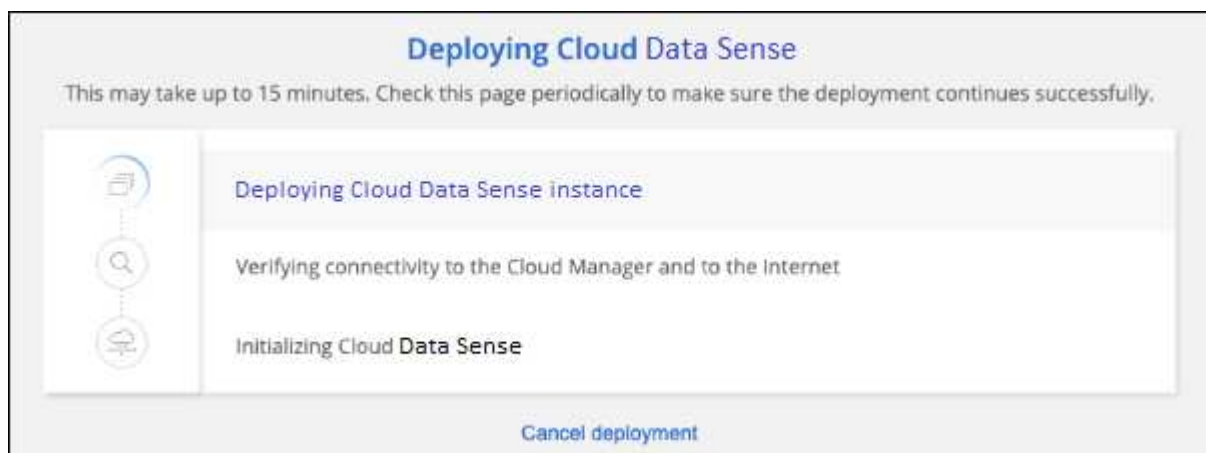 Deploying Cloud Data Sense
This may take up to 15 minutes. Check this page periodically to make sure the deployment continues successfully.
Deploying Cloud Data Sense instance
Verifying connectivity to the Cloud Manager and to the Internet
Initializing Cloud Data Sense
Cancel deployment